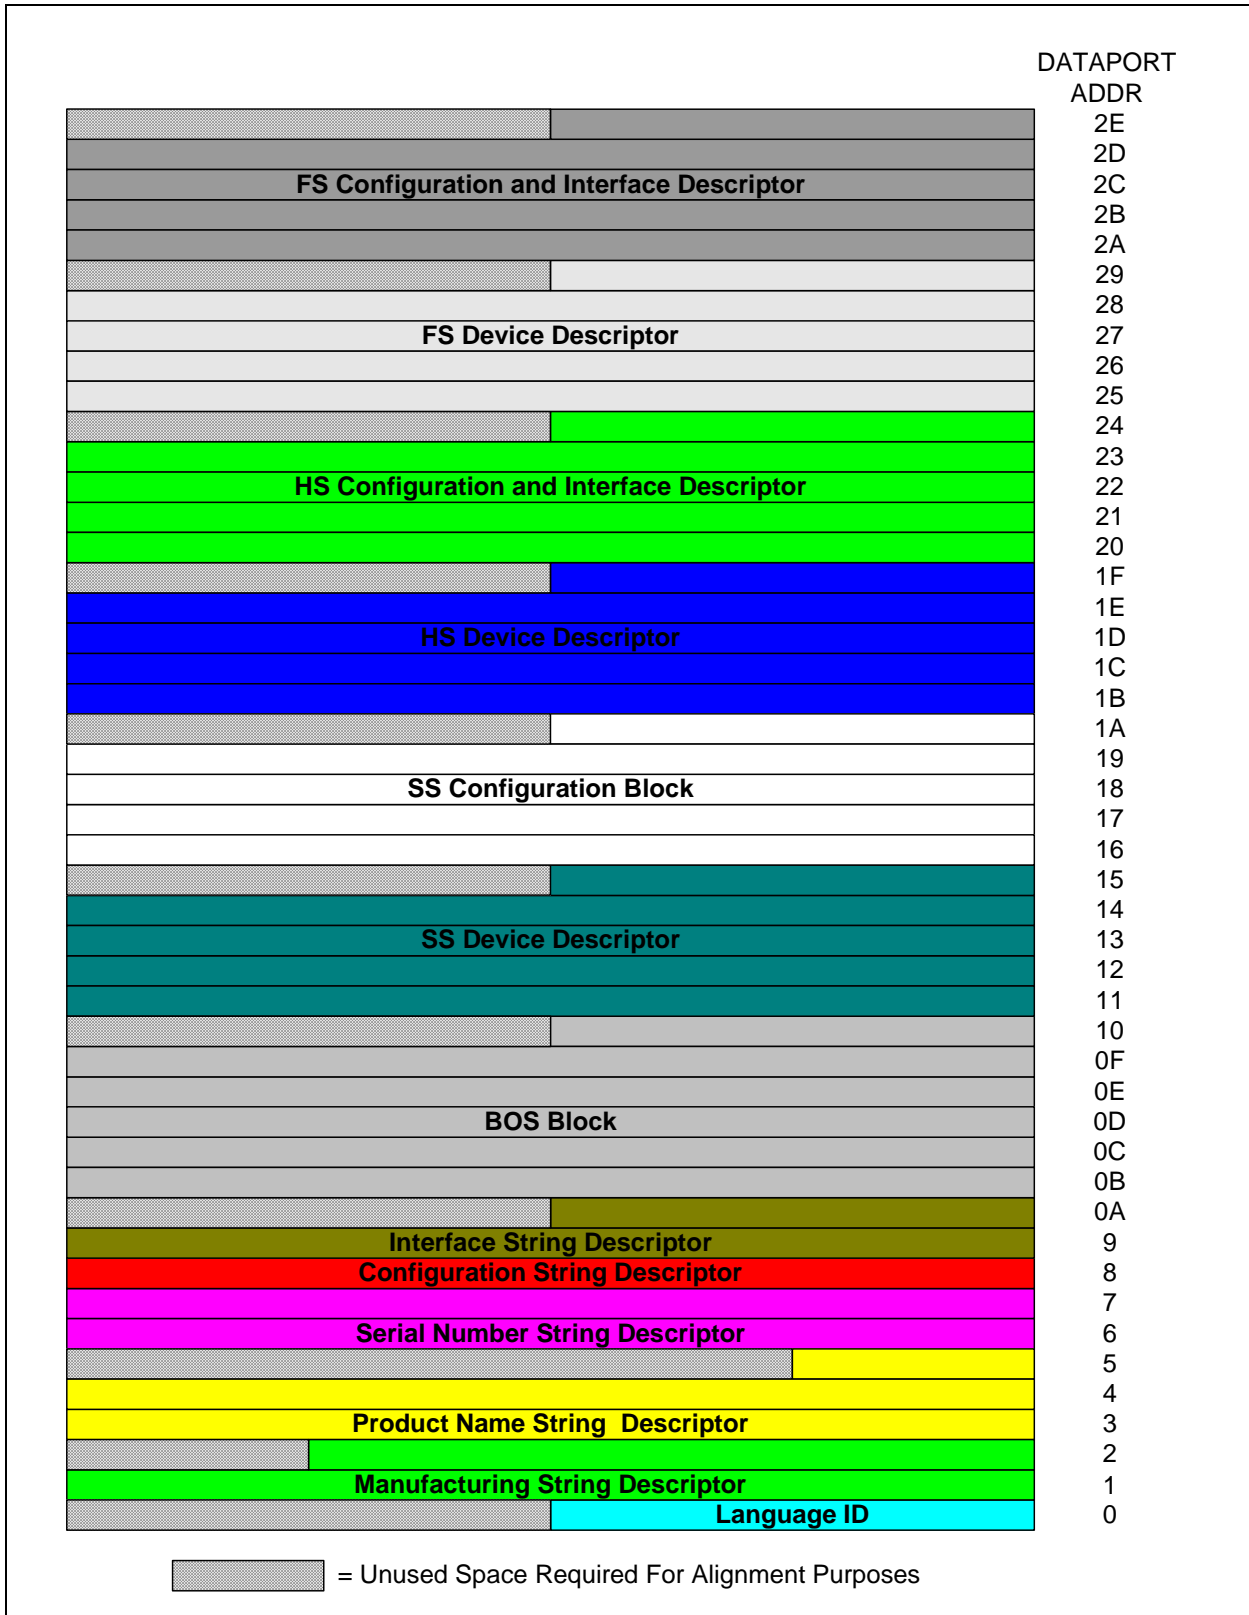 DATAPORT
ADDR
2E
2D
FS Configuration and Interface Descriptor 2C
2B
2A
29
28
FS Device Descriptor 27
26
25
24
23
HS Configuration and Interface Descriptor 22
21
20
1F
1E
HS Device Descriptor 1D
1C
1B
1A
19
SS Configuration Block 18
17
16
15
14
SS Device Descriptor 13
12
11
10
0F
0E
BOS Block 0D
0C
0B
0A
Interface String Descriptor 9
Configuration String Descriptor 8
7
Serial Number String Descriptor 6
5
4
Product Name String Descriptor 3
2
Manufacturing String Descriptor 1
Language ID 0
= Unused Space Required For Alignment Purposes